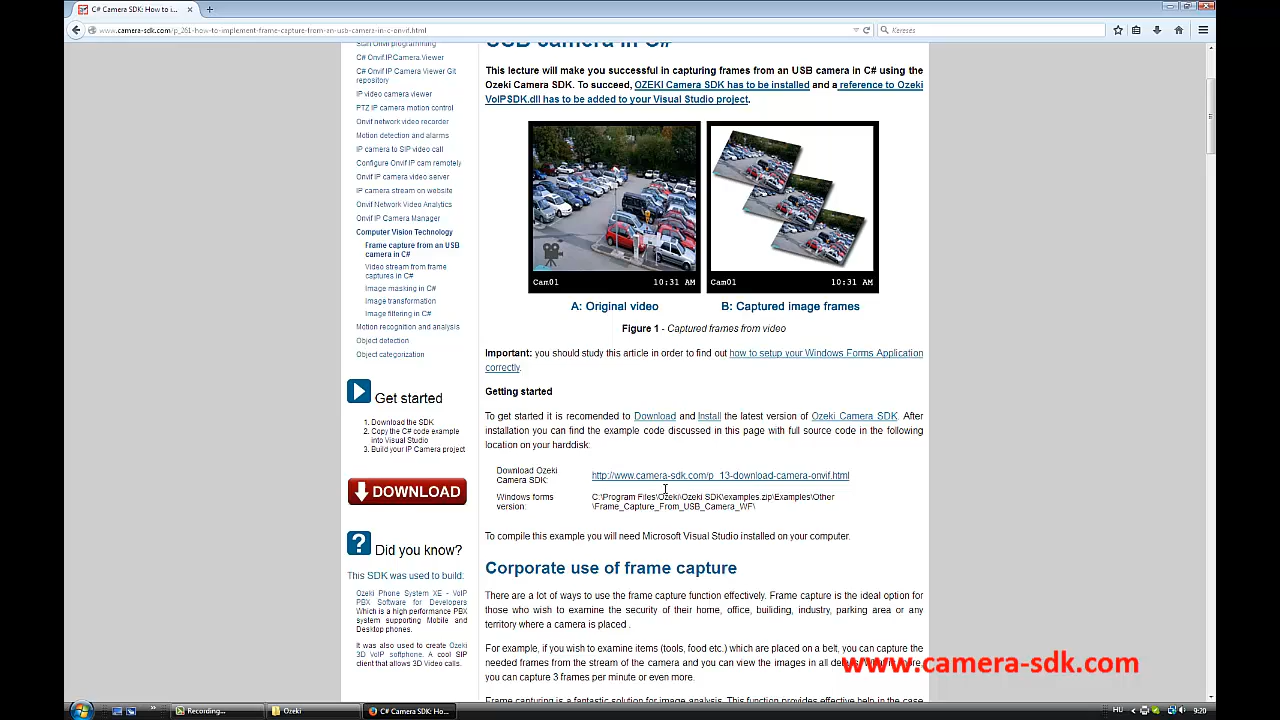 C# Camera SDK: How to i...
www.camera-sdk.com/p_261-how-to-implement-frame-capture-from-an-usb-camera-in-c-onvif.html
Keresés
Start Onvif programming
C# Onvif IP Camera Viewer
C# Onvif IP Camera Viewer Git
repository
IP video camera viewer
PTZ IP camera motion control
Onvif network video recorder
Motion detection and alarms
IP camera to SIP video call
Configure Onvif IP cam remotely
Onvif IP camera video server
IP camera stream on website
Onvif Network Video Analytics
Onvif IP Camera Manager
Computer Vision Technology
Frame capture from an USB
camera in C#
Video stream from frame
captures in C#
Image masking in C#
Image transformation
Image filtering in C#
Motion recognition and analysis
Object detection
Object categorization
Get started
1. Download the SDK
2. Copy the C# code example
into Visual Studio
3. Build your IP Camera project
DOWNLOAD
Did you know?
This SDK was used to build:
Ozeki Phone System XE - VoIP
PBX Software for Developers
Which is a high performance PBX
system supporting Mobile and
Desktop phones.
It was also used to create Ozeki
3D VoIP softphone. A cool SIP
client that allows 3D Video calls.
USB camera in C#
This lecture will make you successful in capturing frames from an USB camera in C# using the
Ozeki Camera SDK. To succeed, OZEKI Camera SDK has to be installed and a reference to Ozeki
VoIPSDK.dll has to be added to your Visual Studio project.
Cam01 10:31 AM
Cam01 10:31 AM
A: Original video
B: Captured image frames
Figure 1 - Captured frames from video
Important: you should study this article in order to find out how to setup your Windows Forms Application
correctly.
Getting started
To get started it is recomended to Download and Install the latest version of Ozeki Camera SDK. After
installation you can find the example code discussed in this page with full source code in the following
location on your harddisk:
Download Ozeki
Camera SDK:
http://www.camera-sdk.com/p_13-download-camera-onvif.html
Windows forms
version:
C:\Program Files\Ozeki\Ozeki SDK\examples.zip\Examples\Other
\Frame_Capture_From_USB_Camera_WF\
To compile this example you will need Microsoft Visual Studio installed on your computer.
Corporate use of frame capture
There are a lot of ways to use the frame capture function effectively. Frame capture is the ideal option for
those who wish to examine the security of their home, office, building, industry, parking area or any
territory where a camera is placed .
For example, if you wish to examine items (tools, food etc.) which are placed on a belt, you can capture the
needed frames from the stream of the camera and you can view the images in all
you can capture 3 frames per minute or even more.
Frame capturing is a fantastic solution for image analysis. This function provides effective help in the case
www.camera-sdk.com
Recording...
Ozeki
C# Camera SDK: Ho...
HU
9:20